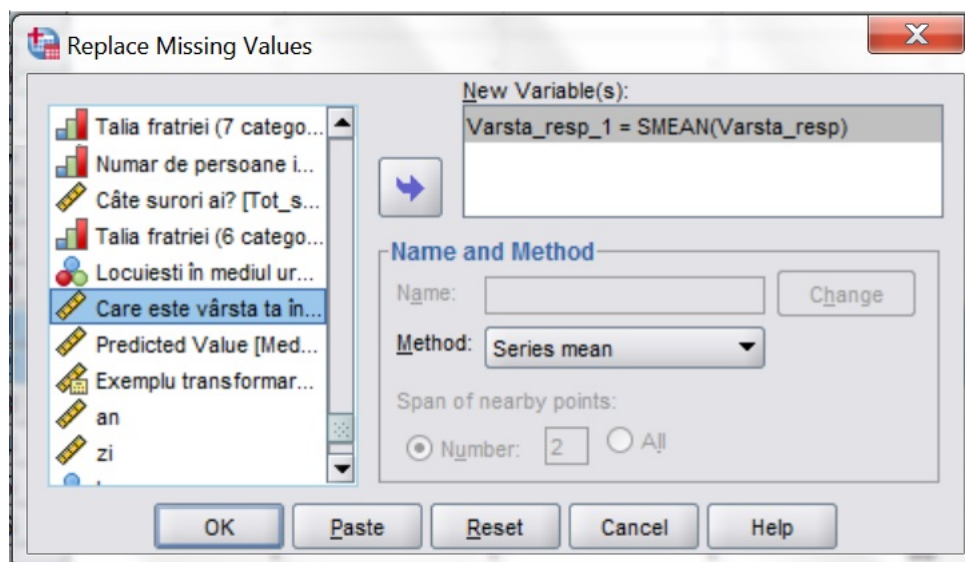 Replace Missing Values
New Variable(s):
Talia fratriei (7 catego...
Numar de persoane i...
Câte surori ai? [Tot_s...
Talia fratriei (6 catego...
Locuiesti în mediul ur...
Care este vârsta ta în...
Predicted Value [Med...
Exemplu transformar...
an
zi
Varsta_resp_1 = SMEAN(Varsta_resp)
Name and Method
Name:
Change
Method: Series mean
Span of nearby points:
Number: 2 All
OK Paste Reset Cancel Help